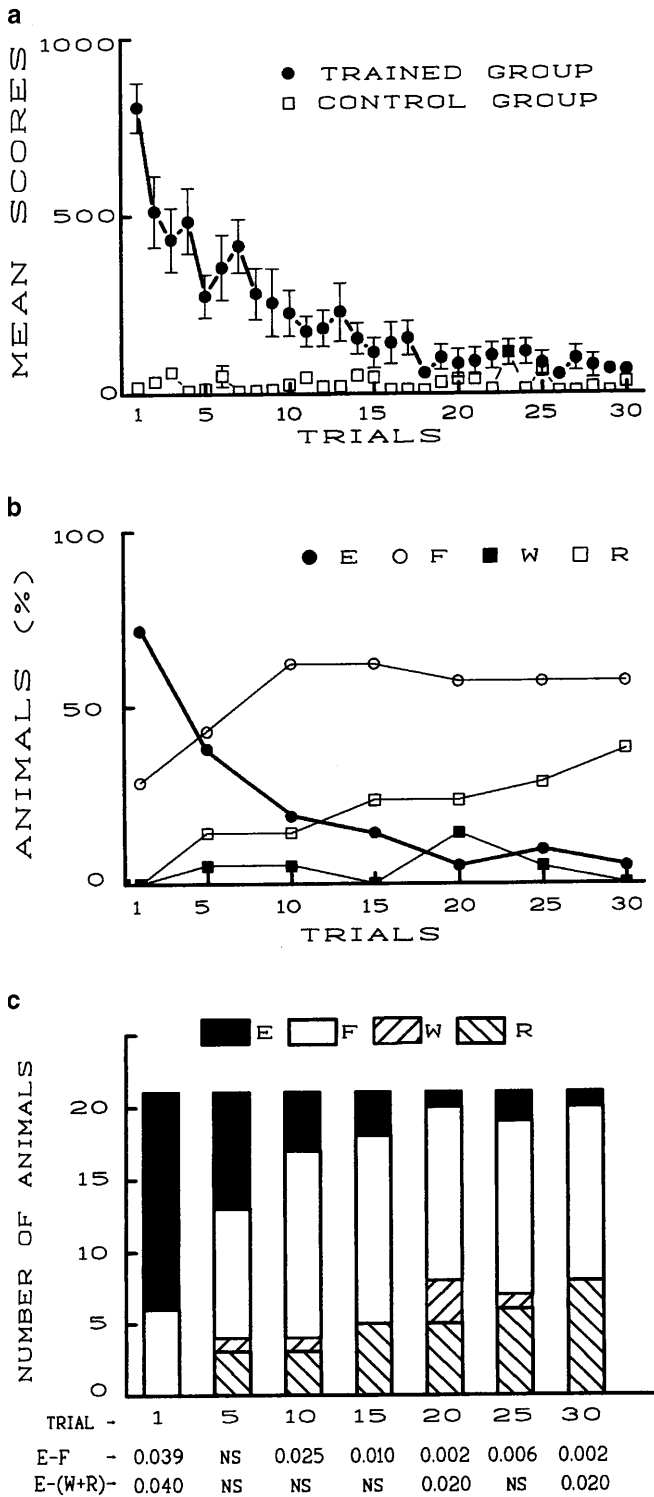 a
MEAN SCORES
1000
500
0
● TRAINED GROUP
□ CONTROL GROUP
1 5 10 15 20 25 30
TRIALS
b
ANIMALS (%)
100
50
0
● E ○ F ■ W □ R
1 5 10 15 20 25 30
TRIALS
c
NUMBER OF ANIMALS
E F W R
20
15
10
5
0
TRIAL → 1 5 10 15 20 25 30
E-F → 0.039 NS 0.025 0.010 0.002 0.006 0.002
E-(W+R)→ 0.040 NS NS NS 0.020 NS 0.020